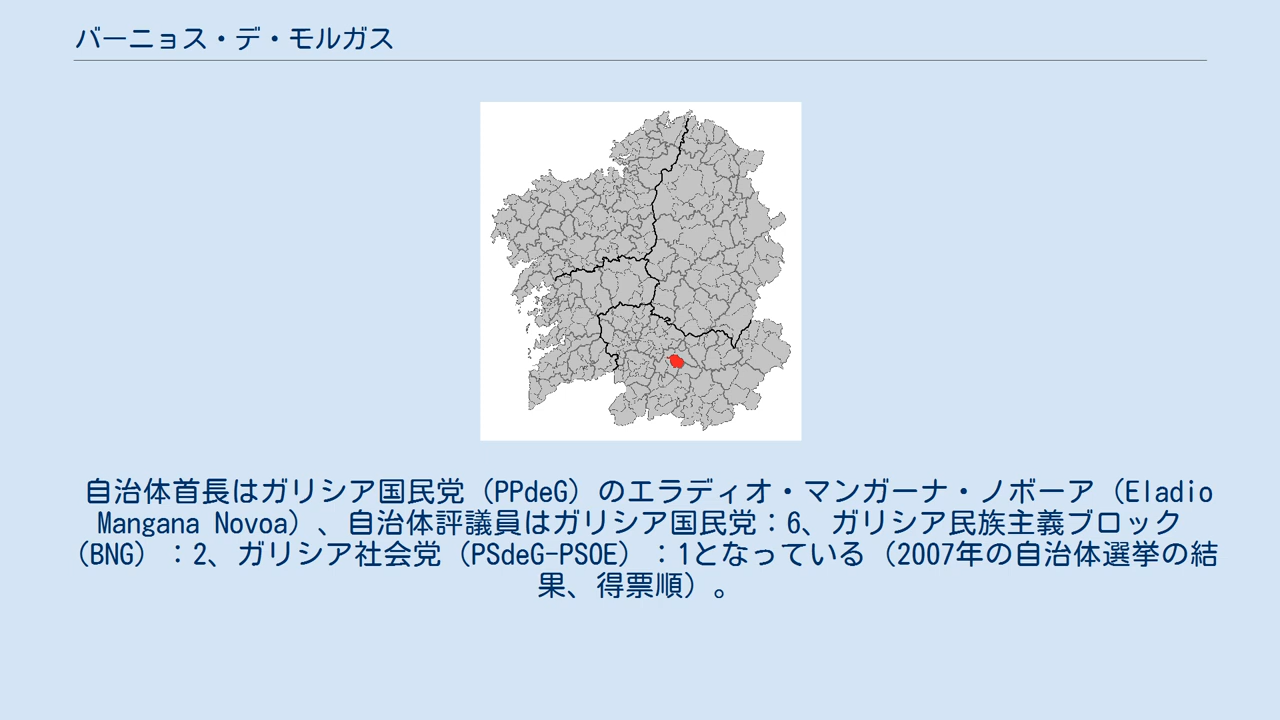 バーニョス・デ・モルガス
自治体首長はガリシア国民党（PPdeG）のエラディオ・マンガーナ・ノボーア（Eladio
Mangana Novoa）、自治体評議員はガリシア国民党：6、ガリシア民族主義ブロック
（BNG）：2、ガリシア社会党（PSdeG-PSOE）：1となっている（2007年の自治体選挙の結
果、得票順）。